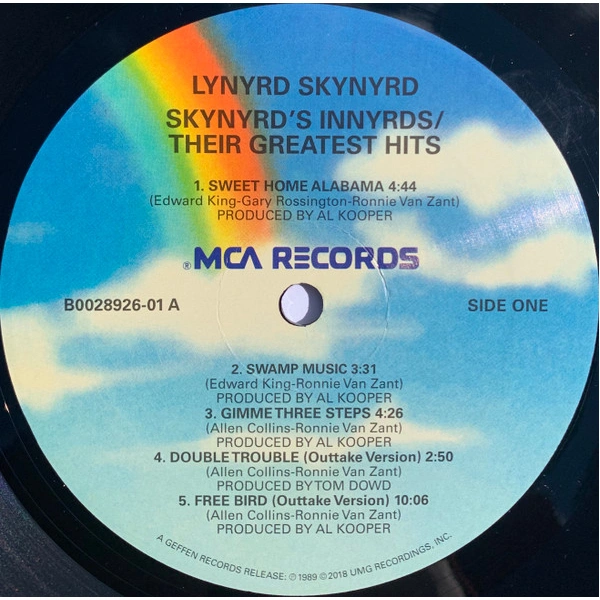 LYNYRD SKYNYRD
SKYNYRD'S INNYRDS/
THEIR GREATEST HITS
1. SWEET HOME ALABAMA 4:44
(Edward King-Gary Rossington-Ronnie Van Zant)
PRODUCED BY AL KOOPER
® MCA RECORDS
B0028926-01 A
SIDE ONE
2. SWAMP MUSIC 3:31
(Edward King-Ronnie Van Zant)
PRODUCED BY AL KOOPER
3. GIMME THREE STEPS 4:26
(Allen Collins-Ronnie Van Zant)
4. DOUBLE TROUBLE (Outtake Version) 2:50
(Allen Collins-Ronnie Van Zant)
PRODUCED BY TOM DOWD
5. FREE BIRD (Outtake Version) 10:06
(Allen Collins-Ronnie Van Zant)
PRODUCED BY AL KOOPER
A GEFFEN RECORDS RELEASE: ℗ 1989 © 2018 UMG RECORDINGS, INC.